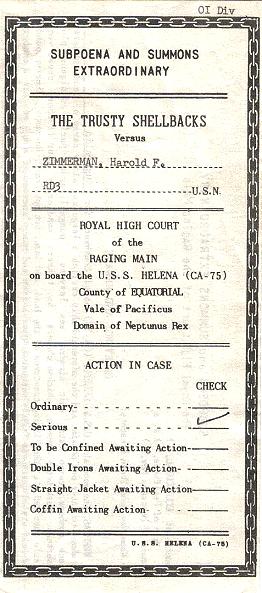 OI Div
SUBPOENA AND SUMMONS
EXTRAORDINARY
THE TRUSTY SHELLBACKS
Versus
ZIMMERMAN, Harold F.
RD3 U.S.N.
ROYAL HIGH COURT
of the
RAGING MAIN
on board the U.S.S. HELENA (CA-75)
County of EQUATORIAL
Vale of Pacificus
Domain of Neptunus Rex
ACTION IN CASE
CHECK
Ordinary
Serious
To be Confined Awaiting Action
Double Irons Awaiting Action
Straight Jacket Awaiting Action
Coffin Awaiting Action
U.S.S. HELENA (CA-75)